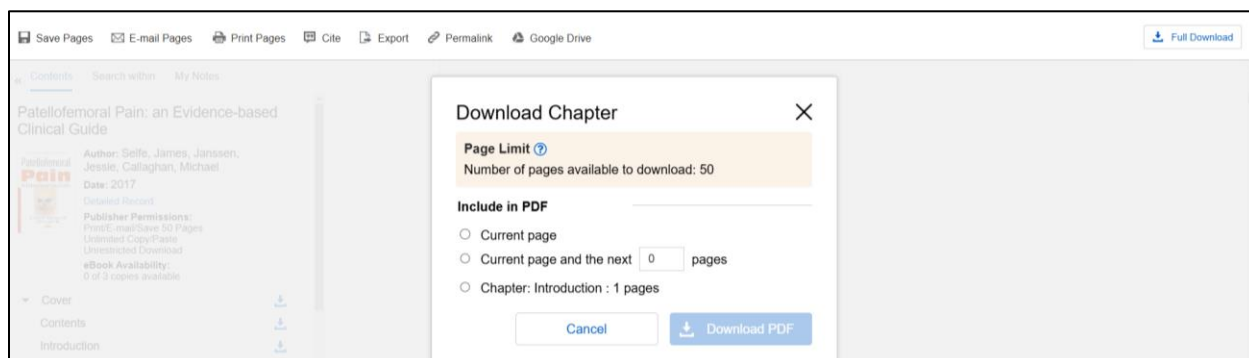 Save Pages E-mail Pages Print Pages Cite Export Permalink Google Drive Full Download
Contents Search within My Notes
Patellofemoral Pain: an Evidence-based
Clinical Guide
Patellofemoral
Pain
Author: Selfe, James, Janssen,
Jessie, Callaghan, Michael
Date: 2017
Detailed Record
Publisher Permissions:
Print/E-mail/Save 50 Pages
Unlimited Copy/Paste
Unrestricted Download
eBook Availability:
0 of 3 copies available
Cover
Contents
Introduction
Download Chapter
Page Limit ?
Number of pages available to download: 50
Include in PDF
Current page
Current page and the next 0 pages
Chapter: Introduction : 1 pages
Cancel Download PDF